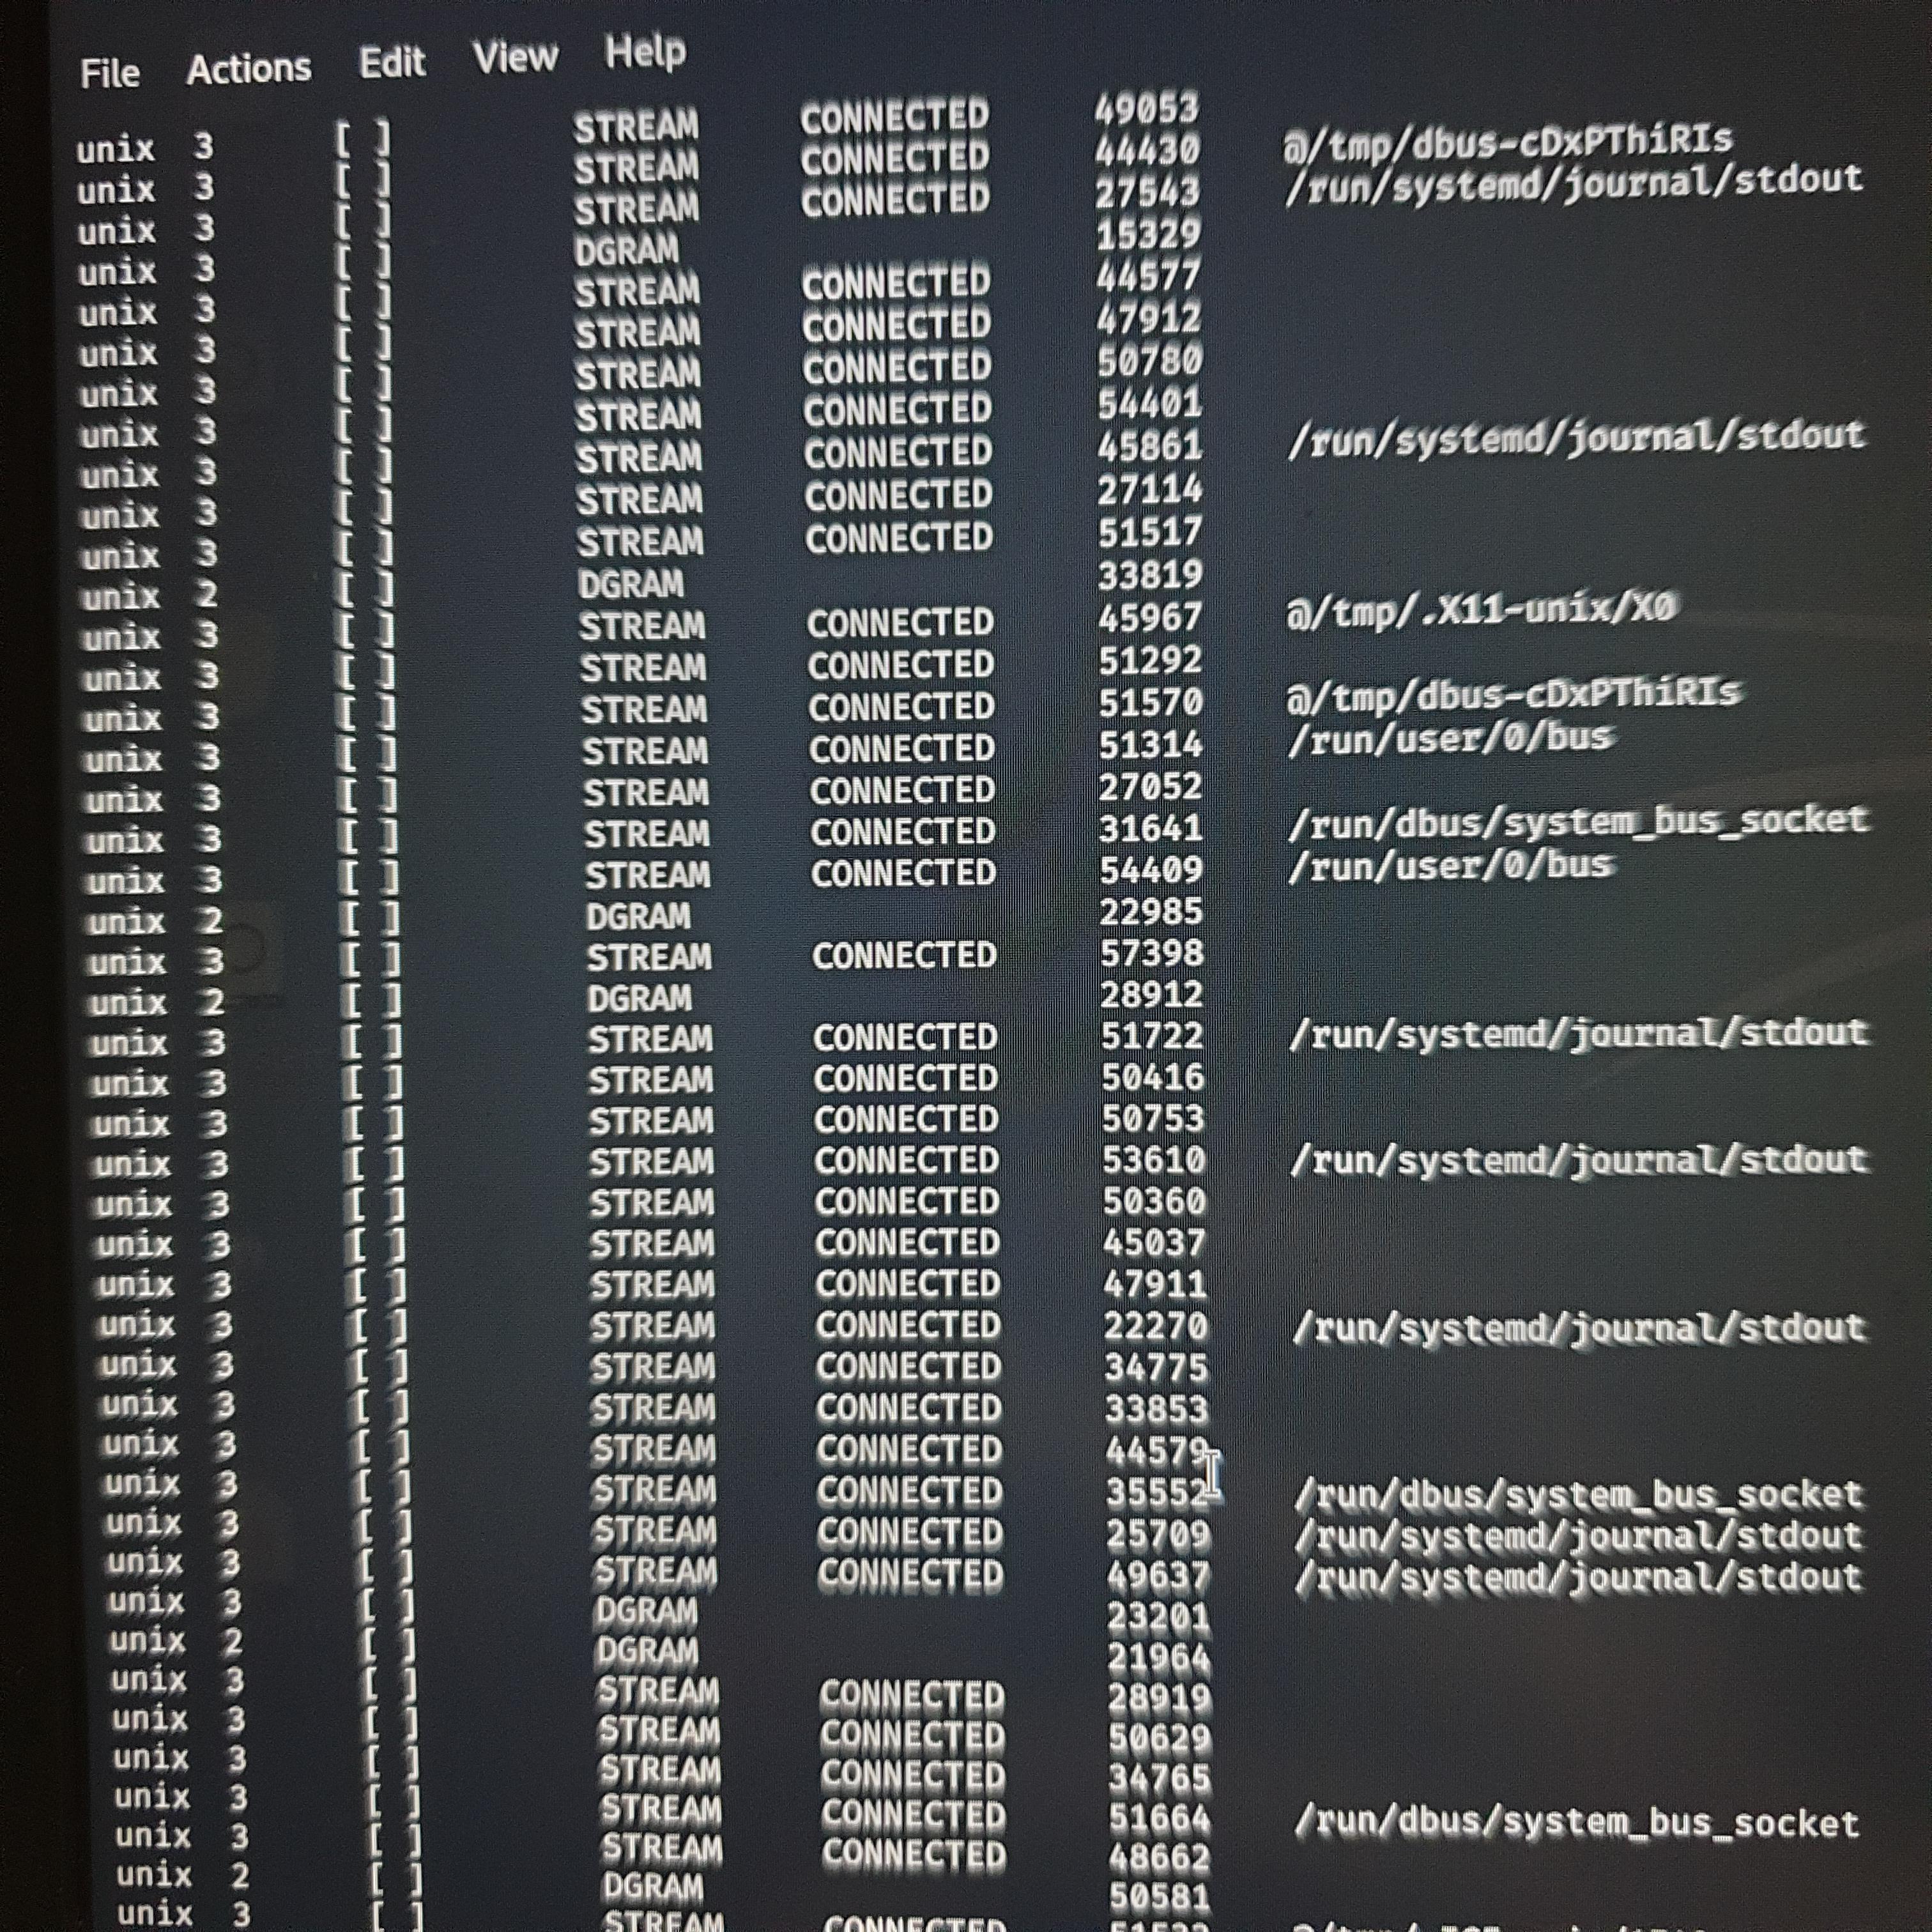 File Actions Edit View Help
unix 3 [ ] STREAM CONNECTED 49053
unix 3 [ ] STREAM CONNECTED 44430 @/tmp/dbus-cDxPThiRIs
unix 3 [ ] STREAM CONNECTED 27543 /run/systemd/journal/stdout
unix 3 [ ] DGRAM 15329
unix 3 [ ] STREAM CONNECTED 44577
unix 3 [ ] STREAM CONNECTED 47912
unix 3 [ ] STREAM CONNECTED 50780
unix 3 [ ] STREAM CONNECTED 54401
unix 3 [ ] STREAM CONNECTED 45861 /run/systemd/journal/stdout
unix 3 [ ] STREAM CONNECTED 27114
unix 3 [ ] STREAM CONNECTED 51517
unix 2 [ ] DGRAM 33819
unix 3 [ ] STREAM CONNECTED 45967 @/tmp/.X11-unix/X0
unix 3 [ ] STREAM CONNECTED 51292
unix 3 [ ] STREAM CONNECTED 51570 @/tmp/dbus-cDxPThiRIs
unix 3 [ ] STREAM CONNECTED 51314 /run/user/0/bus
unix 3 [ ] STREAM CONNECTED 27052
unix 3 [ ] STREAM CONNECTED 31641 /run/dbus/system_bus_socket
unix 3 [ ] STREAM CONNECTED 54409 /run/user/0/bus
unix 2 [ ] DGRAM 22985
unix 3 [ ] STREAM CONNECTED 57398
unix 2 [ ] DGRAM 28912
unix 3 [ ] STREAM CONNECTED 51722 /run/systemd/journal/stdout
unix 3 [ ] STREAM CONNECTED 50416
unix 3 [ ] STREAM CONNECTED 50753
unix 3 [ ] STREAM CONNECTED 53610 /run/systemd/journal/stdout
unix 3 [ ] STREAM CONNECTED 50360
unix 3 [ ] STREAM CONNECTED 45037
unix 3 [ ] STREAM CONNECTED 47911
unix 3 [ ] STREAM CONNECTED 22270 /run/systemd/journal/stdout
unix 3 [ ] STREAM CONNECTED 34775
unix 3 [ ] STREAM CONNECTED 33853
unix 3 [ ] STREAM CONNECTED 44579
unix 3 [ ] STREAM CONNECTED 35552 /run/dbus/system_bus_socket
unix 3 [ ] STREAM CONNECTED 25709 /run/systemd/journal/stdout
unix 3 [ ] STREAM CONNECTED 49637 /run/systemd/journal/stdout
unix 3 [ ] DGRAM 23201
unix 2 [ ] DGRAM 21964
unix 3 [ ] STREAM CONNECTED 28919
unix 3 [ ] STREAM CONNECTED 50629
unix 3 [ ] STREAM CONNECTED 34765
unix 3 [ ] STREAM CONNECTED 51664 /run/dbus/system_bus_socket
unix 3 [ ] STREAM CONNECTED 48662
unix 2 [ ] DGRAM 50581
unix 3 [ ] STREAM CONNECTED